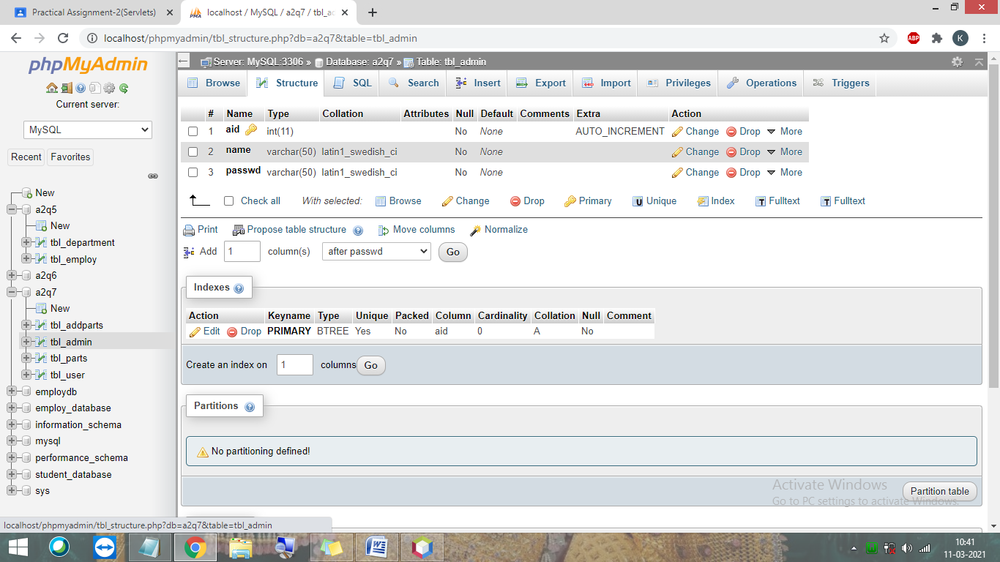 Practical Assignment-2(Servlets)
localhost / MySQL / a2q7 / tbl_ac
localhost/phpmyadmin/tbl_structure.php?db=a2q7&table=tbl_admin
ABP
K
phpMyAdmin
Current server:
MySQL
Recent Favorites
New
a2q5
New
tbl_department
tbl_employ
a2q6
a2q7
New
tbl_addparts
tbl_admin
tbl_parts
tbl_user
employdb
employ_database
information_schema
mysql
performance_schema
student_database
sys
Server: MySQL:3306 » Database: a2q7 » Table: tbl_admin
Browse Structure SQL Search Insert Export Import Privileges Operations Triggers
# Name Type Collation Attributes Null Default Comments Extra Action
1 aid int(11) No None AUTO_INCREMENT Change Drop More
2 name varchar(50) latin1_swedish_ci No None Change Drop More
3 passwd varchar(50) latin1_swedish_ci No None Change Drop More
Check all With selected: Browse Change Drop Primary Unique Index Fulltext Fulltext
Print Propose table structure Move columns Normalize
Add 1 column(s) after passwd Go
Indexes
Action Keyname Type Unique Packed Column Cardinality Collation Null Comment
Edit Drop PRIMARY BTREE Yes No aid 0 A No
Create an index on 1 columns Go
Partitions
No partitioning defined!
Activate Windows
Go to PC settings to activate Windows.
Partition table
localhost/phpmyadmin/tbl_structure.php?db=a2q7&table=tbl_admin
10:41
11-03-2021